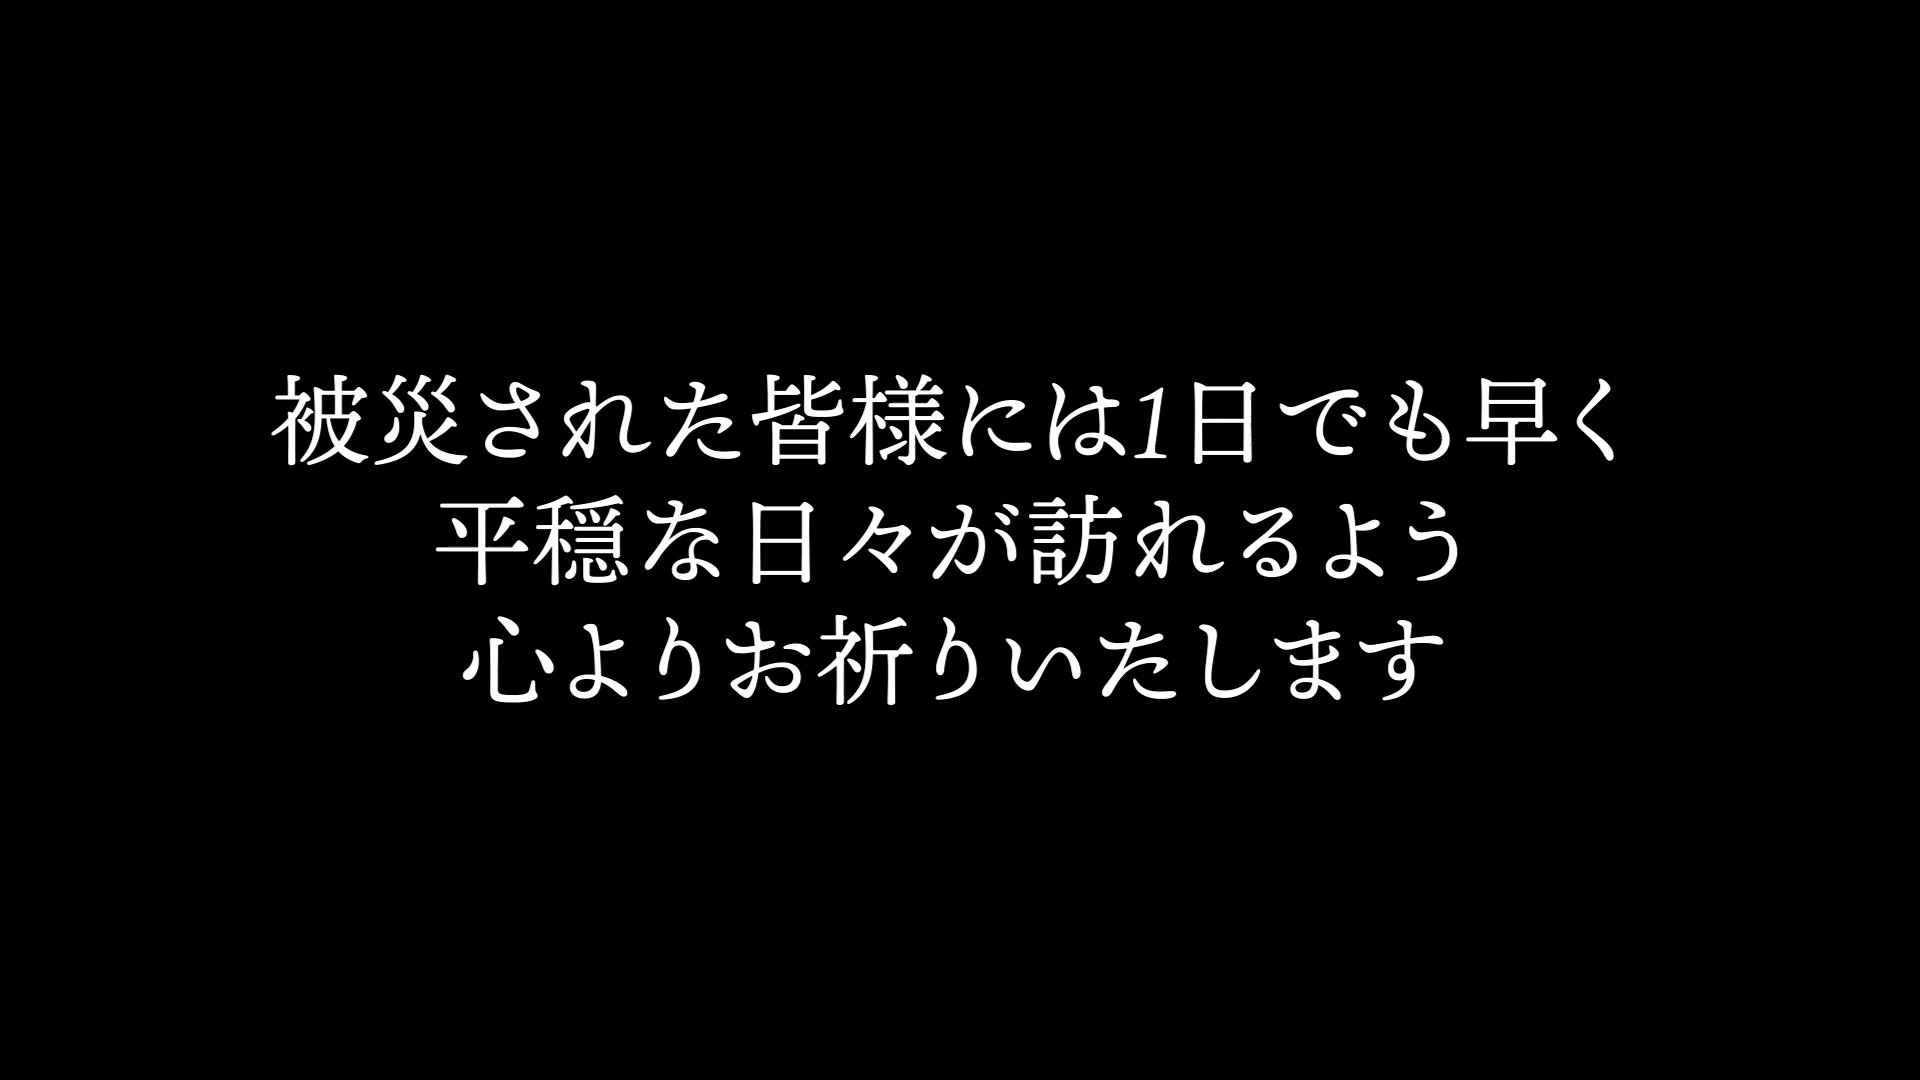 被災された皆様には1日でも早く
平穏な日々が訪れるよう
心よりお祈りいたします